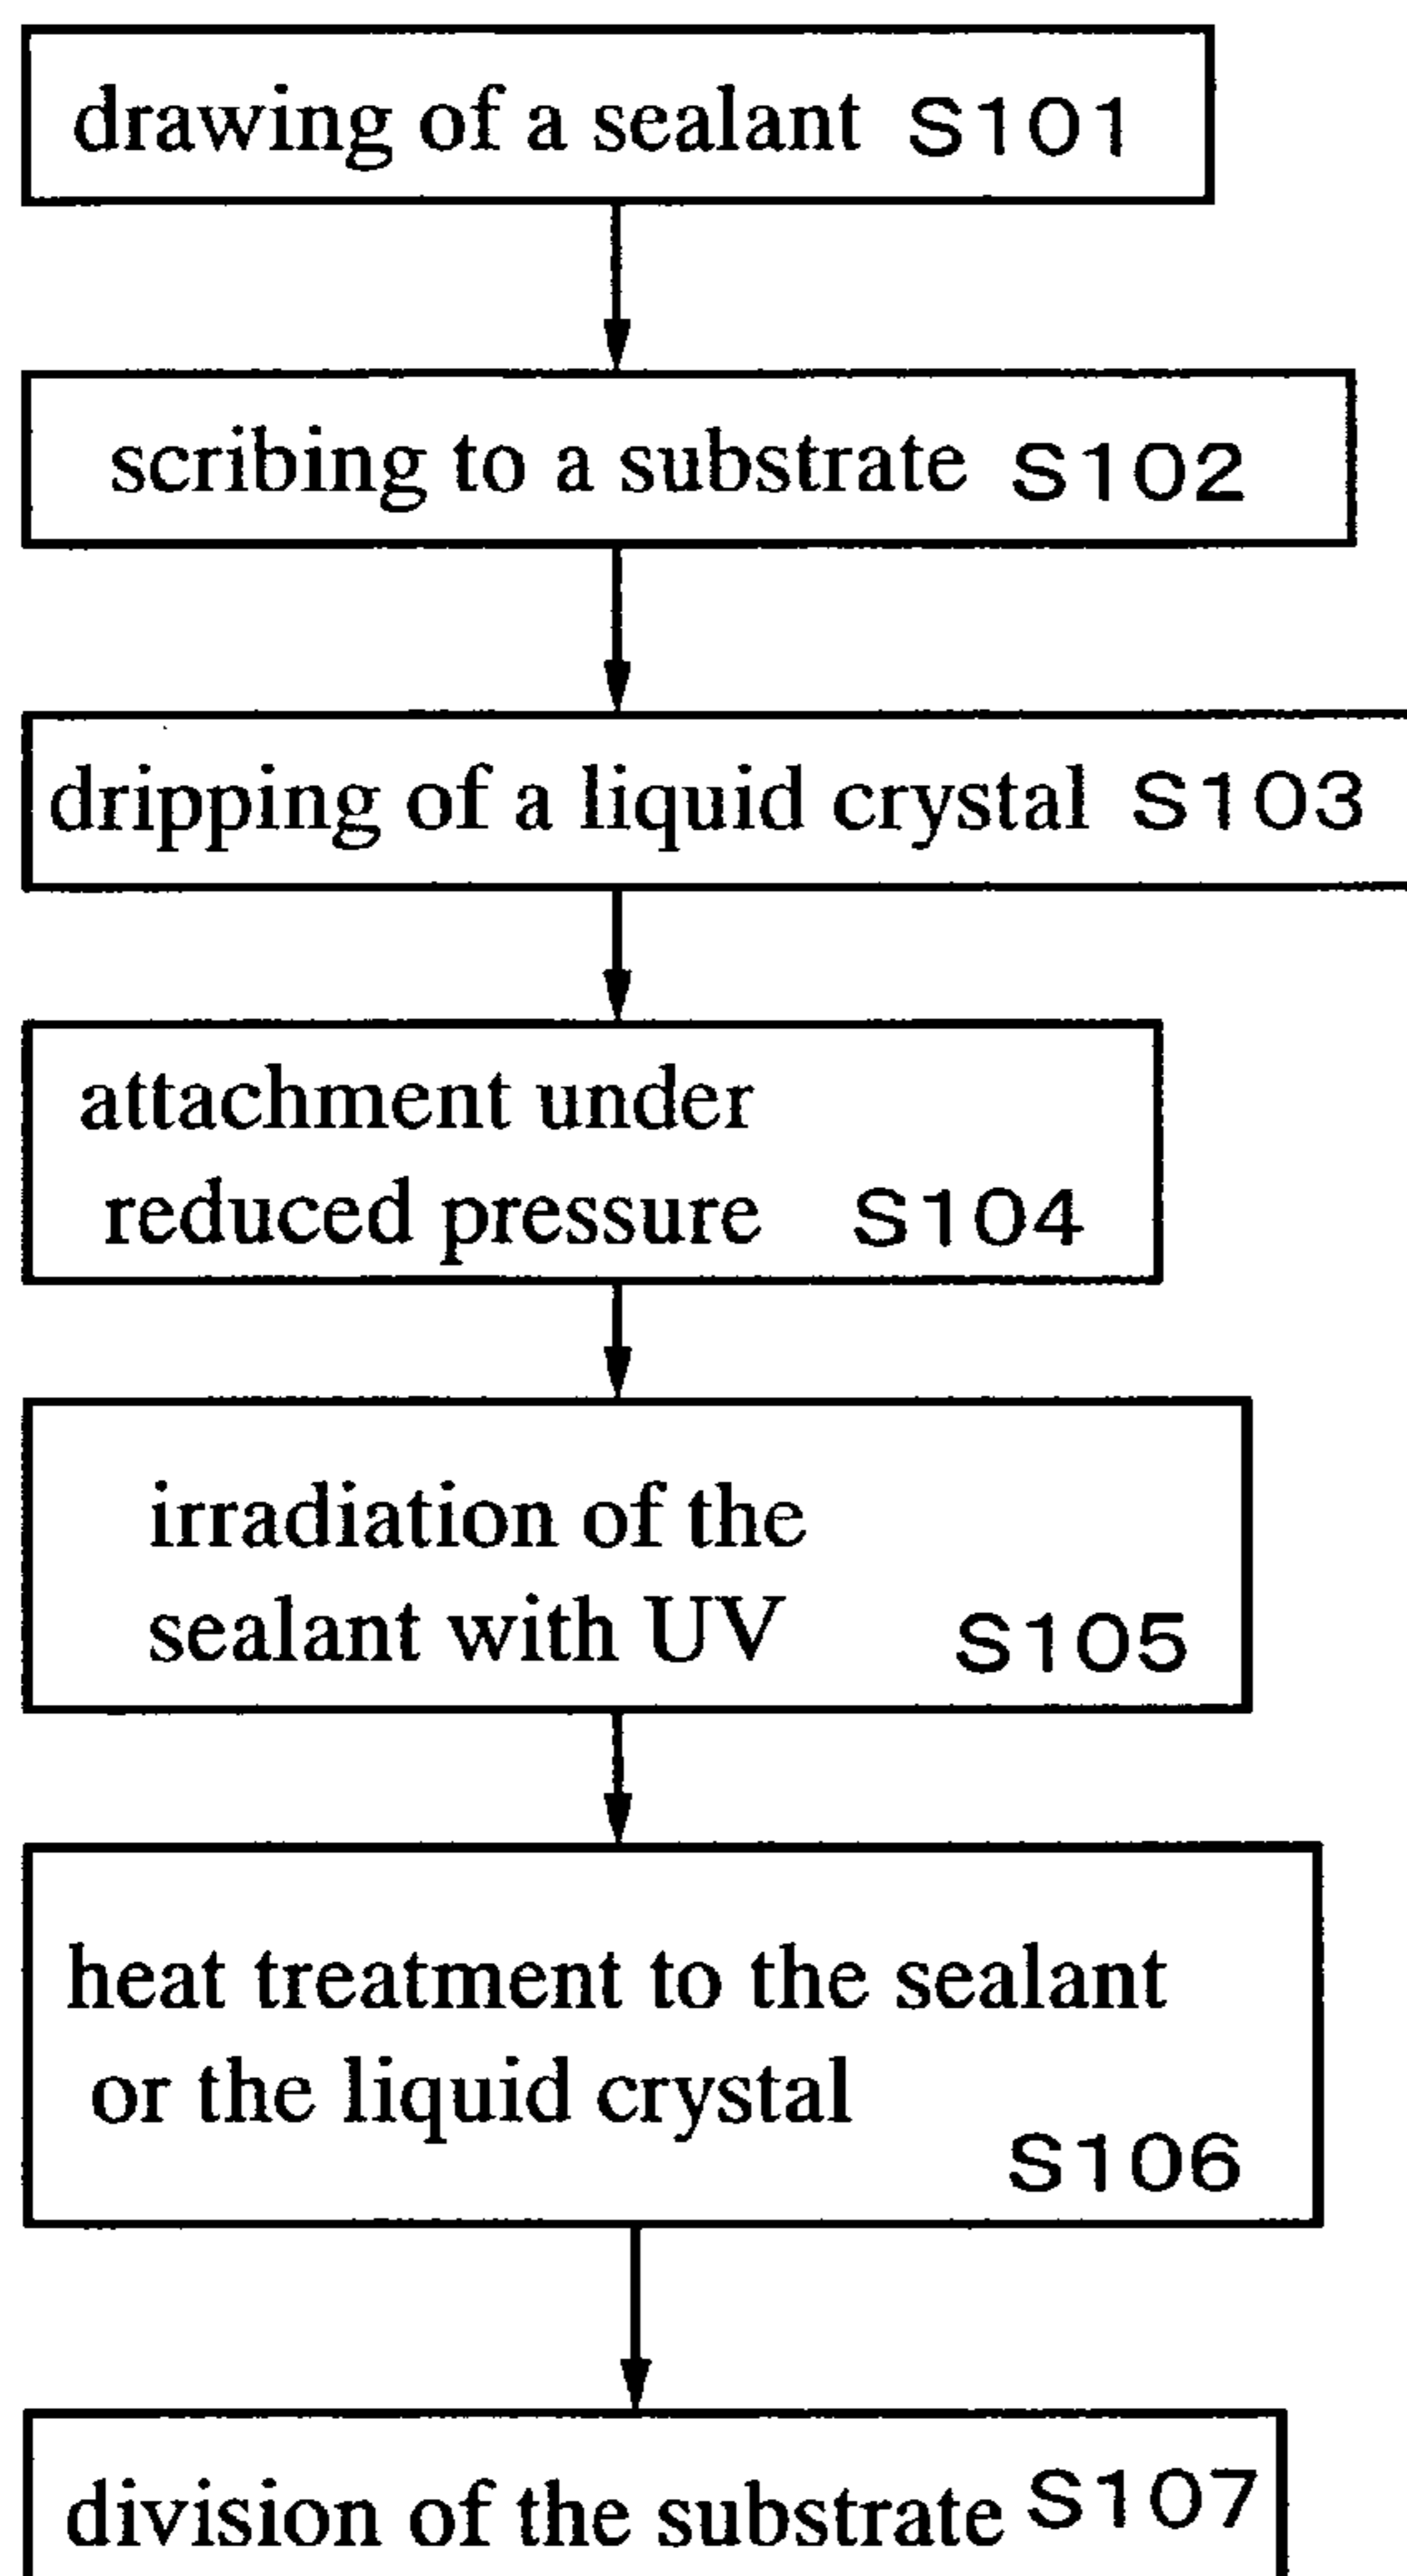 drawing of a sealant S101
scribing to a substrate S102
dripping of a liquid crystal S103
attachment under
reduced pressure S104
irradiation of the
sealant with UV S105
heat treatment to the sealant
or the liquid crystal
S106
division of the substrate S107